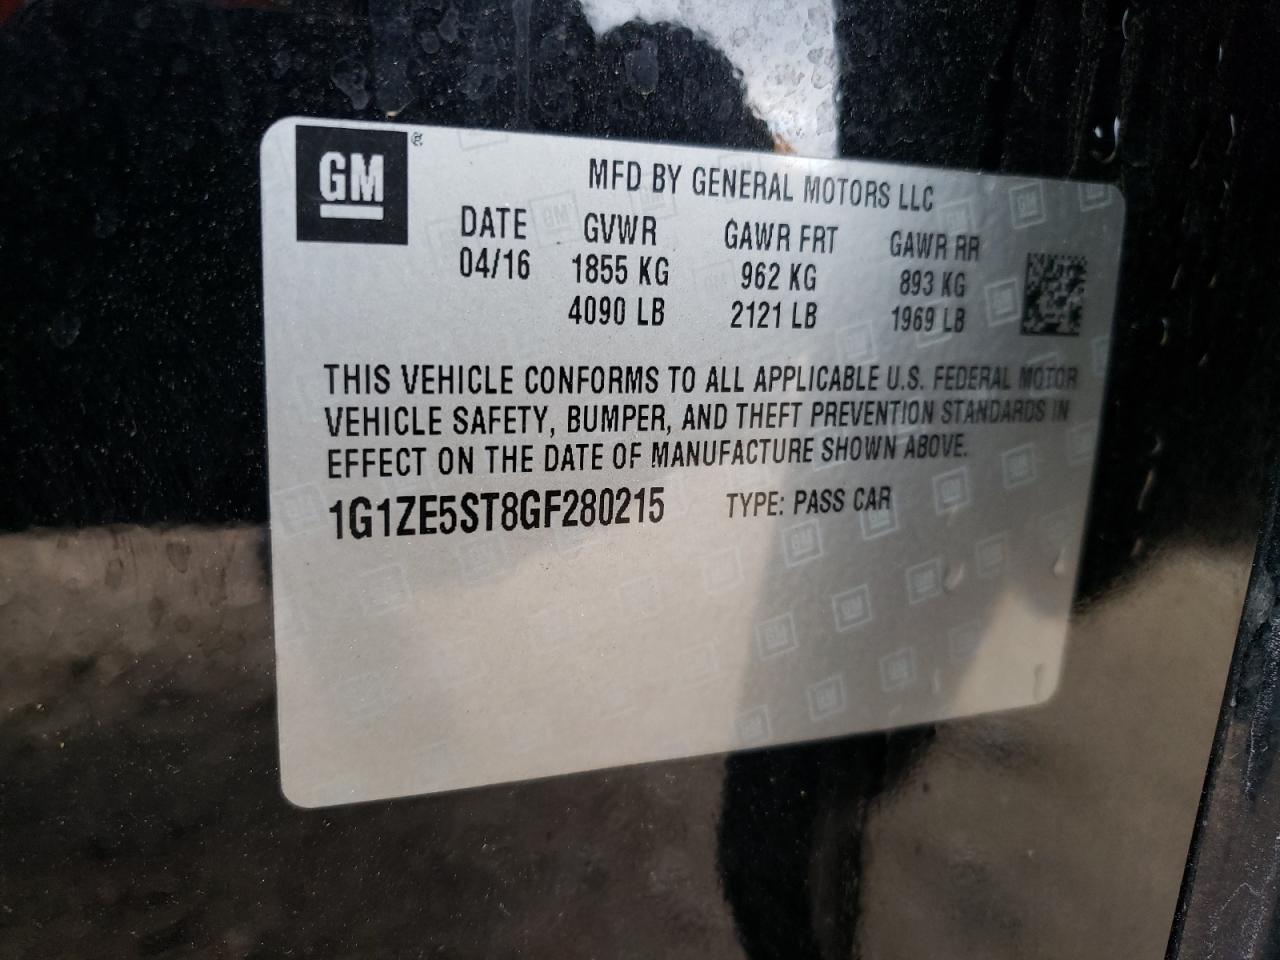 GM
MFD BY GENERAL MOTORS LLC
DATE GVWR GAWR FRT GAWR RR
04/16 1855 KG 962 KG 893 KG
4090 LB 2121 LB 1969 LB
THIS VEHICLE CONFORMS TO ALL APPLICABLE U.S. FEDERAL MOTOR
VEHICLE SAFETY, BUMPER, AND THEFT PREVENTION STANDARDS IN
EFFECT ON THE DATE OF MANUFACTURE SHOWN ABOVE.
1G1ZE5ST8GF280215 TYPE: PASS CAR